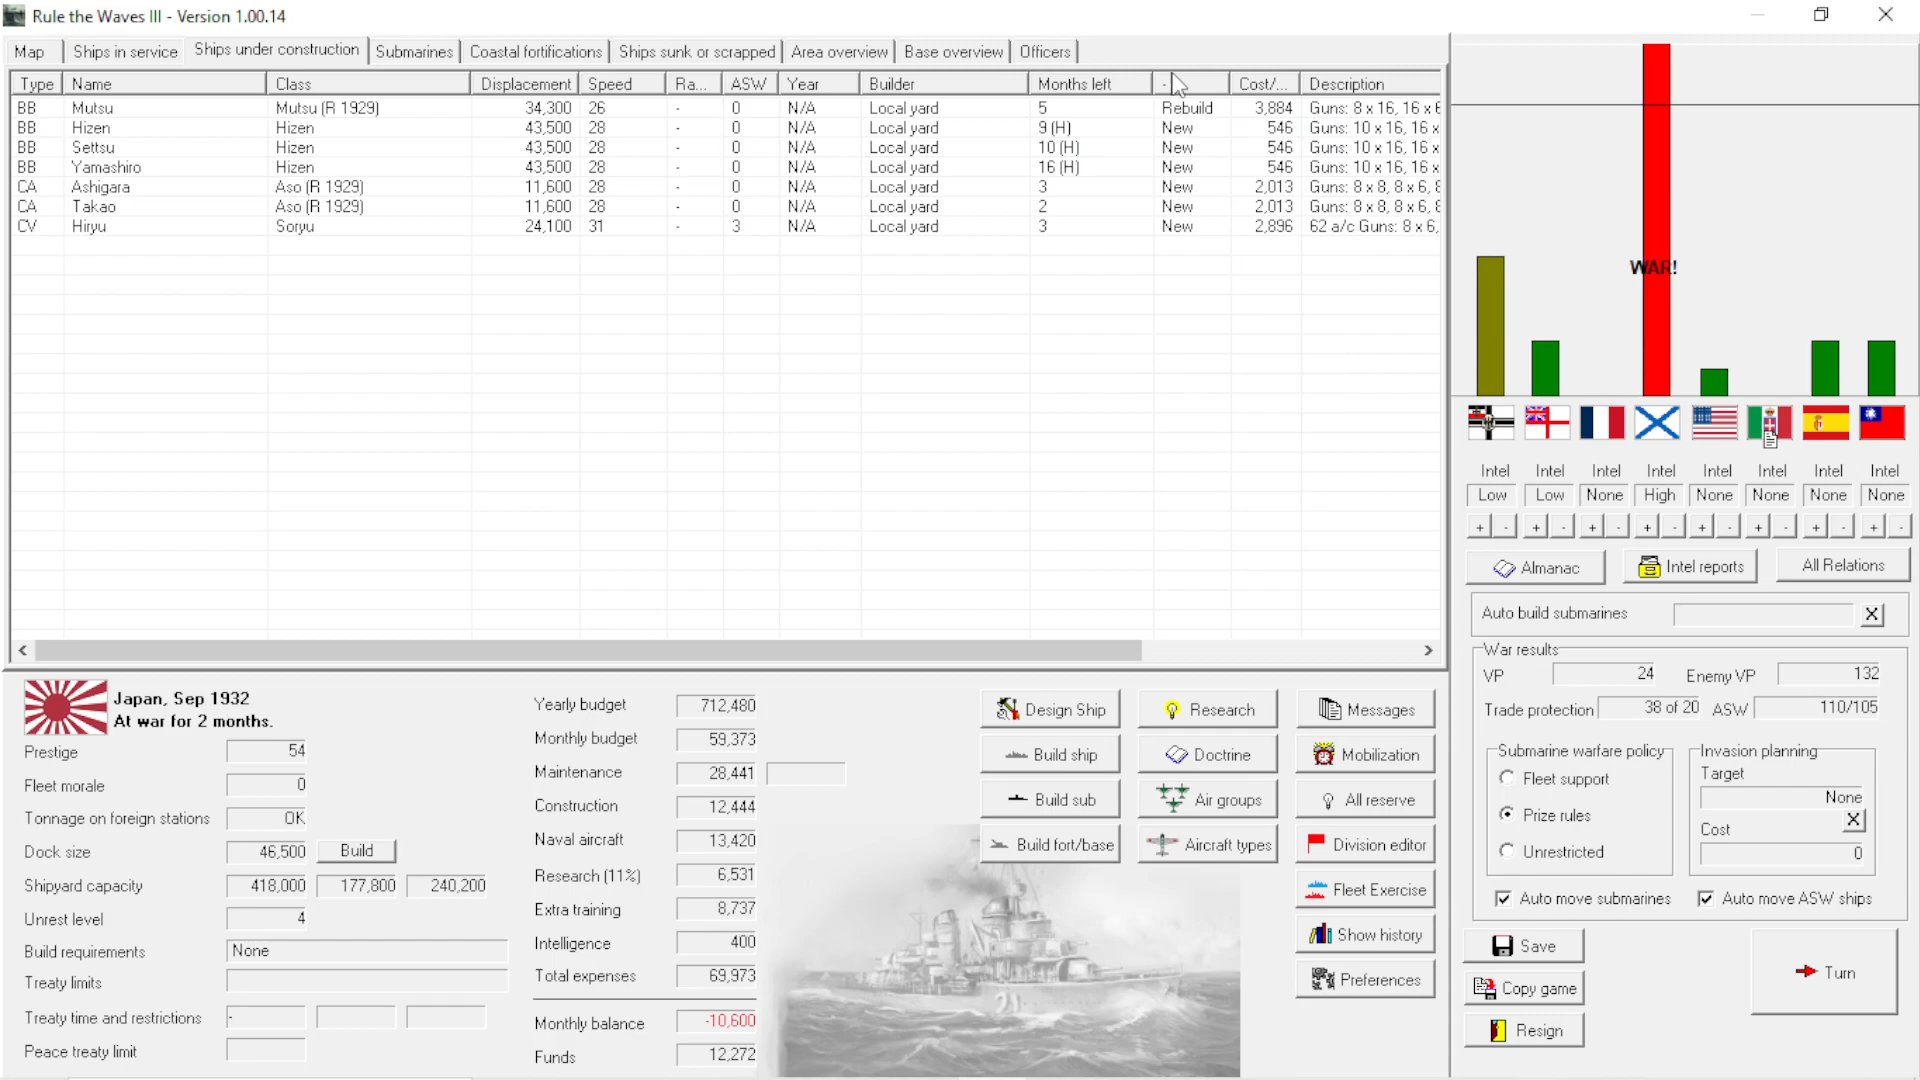 Rule the Waves III - Version 1.00.14
Map Ships in service Ships under construction Submarines Coastal fortifications Ships sunk or scrapped Area overview Base overview Officers
Type Name Class Displacement Speed Ra... ASW Year Builder Months left - Cost/... Description
BB Mutsu Mutsu (R 1929) 34,300 26 - 0 N/A Local yard 5 Rebuild 3,884 Guns: 8 x 16, 16 x 6
BB Hizen Hizen 43,500 28 - 0 N/A Local yard 9 (H) New 546 Guns: 10 x 16, 16 x
BB Settsu Hizen 43,500 28 - 0 N/A Local yard 10 (H) New 546 Guns: 10 x 16, 16 x
BB Yamashiro Hizen 43,500 28 - 0 N/A Local yard 16 (H) New 546 Guns: 10 x 16, 16 x
CA Ashigara Aso (R 1929) 11,600 28 - 0 N/A Local yard 3 New 2,013 Guns: 8 x 8, 8 x 6,
CA Takao Aso (R 1929) 11,600 28 - 0 N/A Local yard 2 New 2,013 Guns: 8 x 8, 8 x 6,
CV Hiryu Soryu 24,100 31 - 3 N/A Local yard 3 New 2,896 62 a/c Guns: 8 x 6,
WAR!
Intel Intel Intel Intel Intel Intel Intel Intel
Low Low None High None None None None
+ - + - + - + - + - + - + - + -
Almanac Intel reports All Relations
Auto build submarines X
War results
VP 24 Enemy VP 132
Trade protection 38 of 20 ASW 110/105
Submarine warfare policy
Fleet support
Prize rules
Unrestricted
Invasion planning
Target
None
Cost X
0
Auto move submarines Auto move ASW ships
Save
Copy game
Resign
Turn
Japan, Sep 1932
At war for 2 months.
Prestige 54
Fleet morale 0
Tonnage on foreign stations OK
Dock size 46,500 Build
Shipyard capacity 418,000 177,800 240,200
Unrest level 4
Build requirements None
Treaty limits
Treaty time and restrictions -
Peace treaty limit
Yearly budget 712,480
Monthly budget 59,373
Maintenance 28,441
Construction 12,444
Naval aircraft 13,420
Research (11%) 6,531
Extra training 8,737
Intelligence 400
Total expenses 69,973
Monthly balance -10,600
Funds 12,272
Design Ship Research Messages
Build ship Doctrine Mobilization
Build sub Air groups All reserve
Build fort/base Aircraft types Division editor
Fleet Exercise
Show history
Preferences